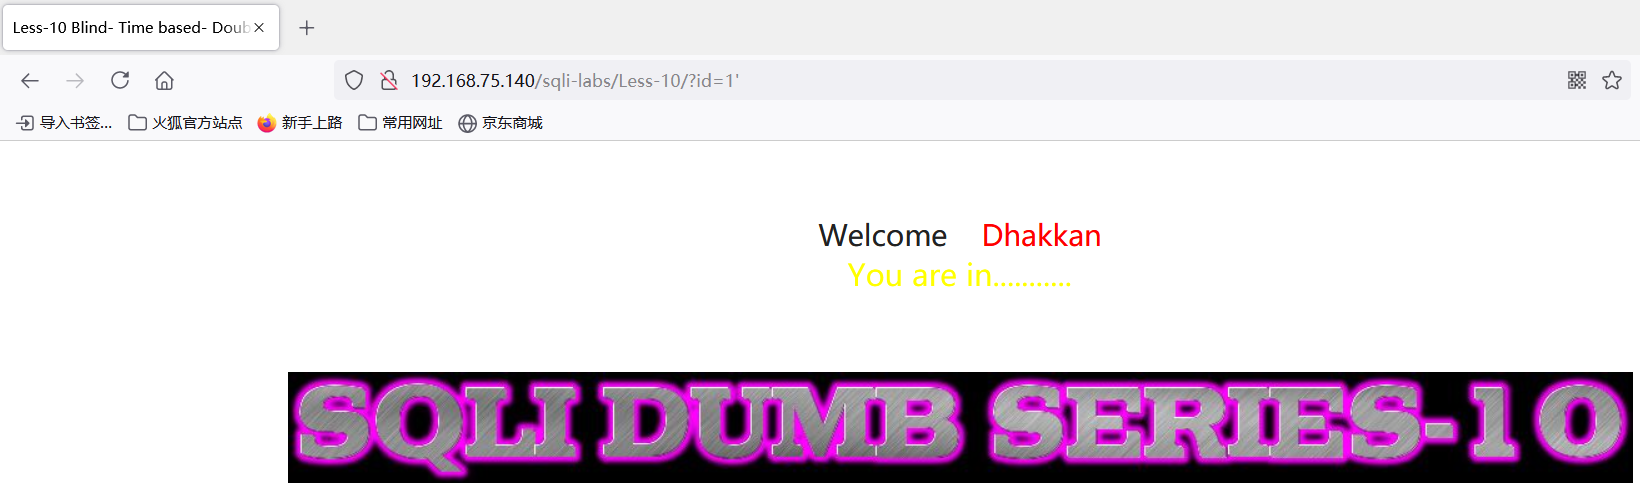 Less-10 Blind- Time based- Doub
192.168.75.140/sqli-labs/Less-10/?id=1'
导入书签... 火狐官方站点 新手上路 常用网址 京东商城
Welcome Dhakkan
You are in...........
SQLI DUMB SERIES-10